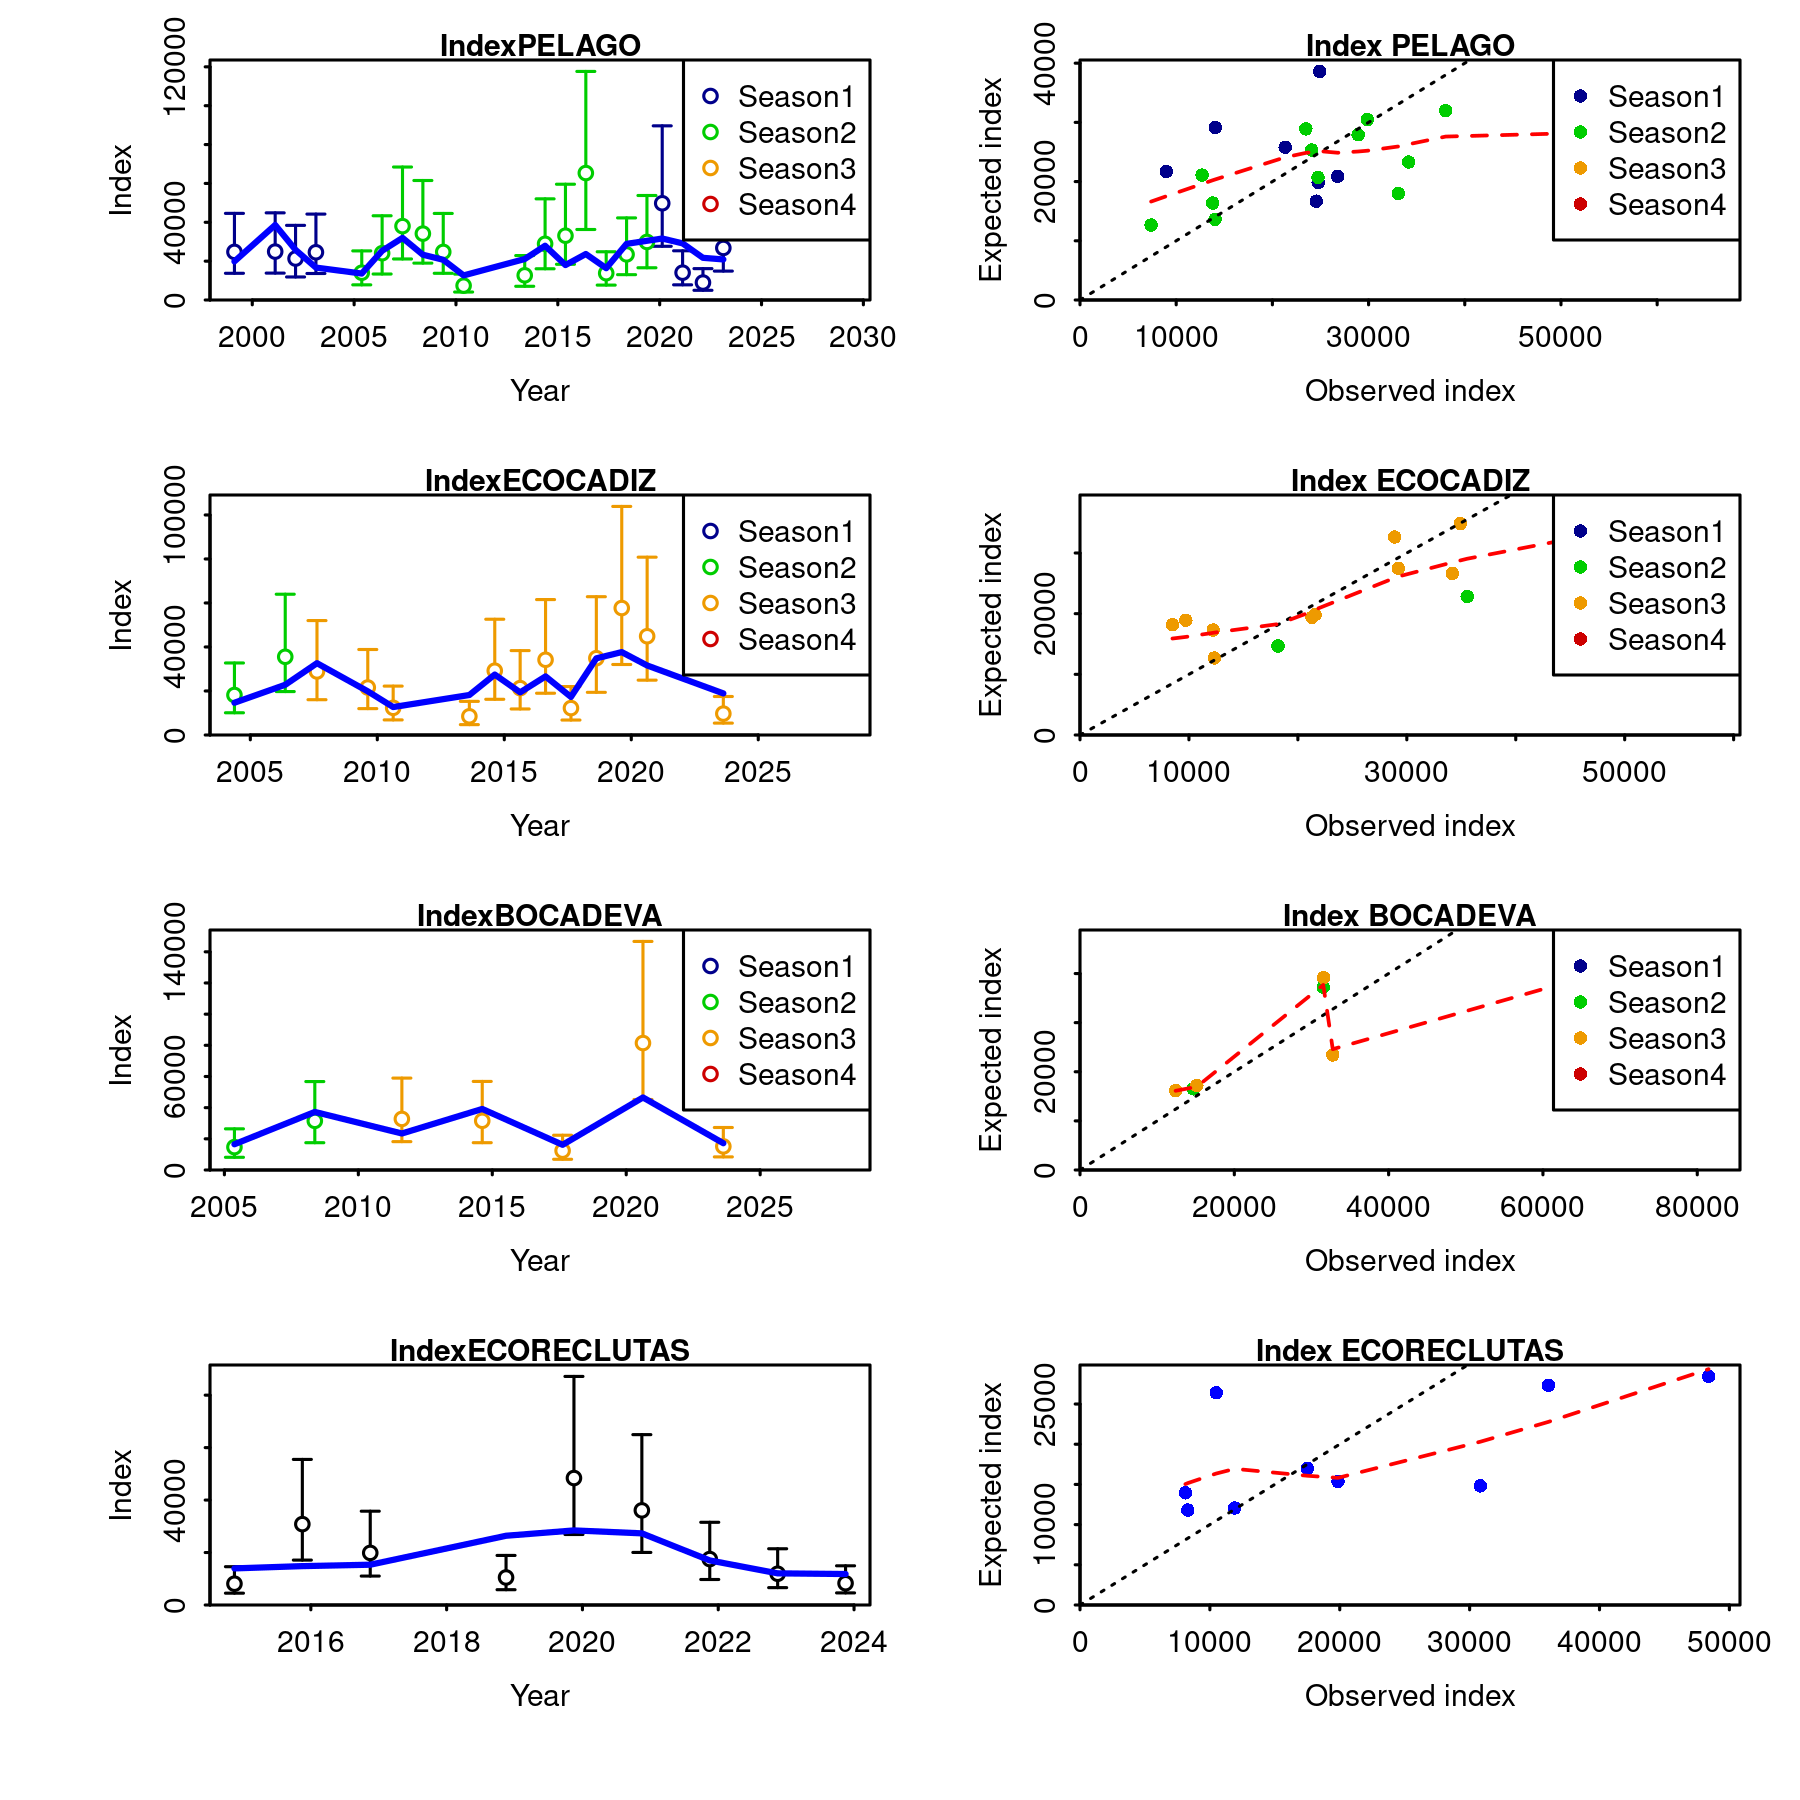 IndexPELAGO
Index
0 40000 120000
Season1
Season2
Season3
Season4
2000 2005 2010 2015 2020 2025 2030
Year
Index PELAGO
Expected index
0 20000 40000
Season1
Season2
Season3
Season4
0 10000 30000 50000
Observed index
IndexECOCADIZ
Index
0 40000 100000
Season1
Season2
Season3
Season4
2005 2010 2015 2020 2025
Year
Index ECOCADIZ
Expected index
0 20000
Season1
Season2
Season3
Season4
0 10000 30000 50000
Observed index
IndexBOCADEVA
Index
0 60000 140000
Season1
Season2
Season3
Season4
2005 2010 2015 2020 2025
Year
Index BOCADEVA
Expected index
0 20000
Season1
Season2
Season3
Season4
0 20000 40000 60000 80000
Observed index
IndexECORECLUTAS
Index
0 40000
2016 2018 2020 2022 2024
Year
Index ECORECLUTAS
Expected index
0 10000 25000
0 10000 20000 30000 40000 50000
Observed index